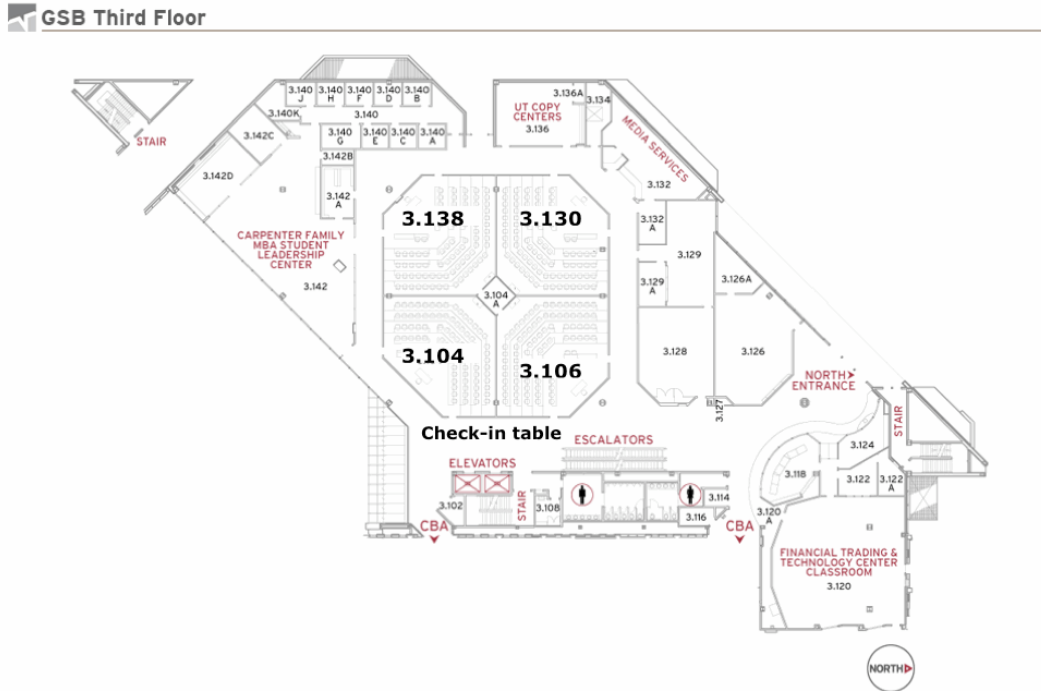 GSB Third Floor
STAIR
3.140 J
3.140 H
3.140 F
3.140 D
3.140 B
3.140K
3.140
3.140 G
3.140 E
3.140 C
3.140 A
3.142C
3.142B
3.142D
3.142 A
CARPENTER FAMILY
MBA STUDENT
LEADERSHIP
CENTER
3.142
3.136A
3.134
UT COPY
CENTERS
3.136
MEDIA SERVICES
3.132
3.132 A
3.129
3.129 A
3.126A
3.138
3.130
3.104 A
3.104
3.106
3.128
3.126
3.127
NORTH
ENTRANCE
STAIR
3.124
3.118
3.122
3.122 A
Check-in table
ESCALATORS
ELEVATORS
3.102
STAIR
3.108
3.114
3.116
CBA
CBA
3.120 A
FINANCIAL TRADING &
TECHNOLOGY CENTER
CLASSROOM
3.120
NORTH